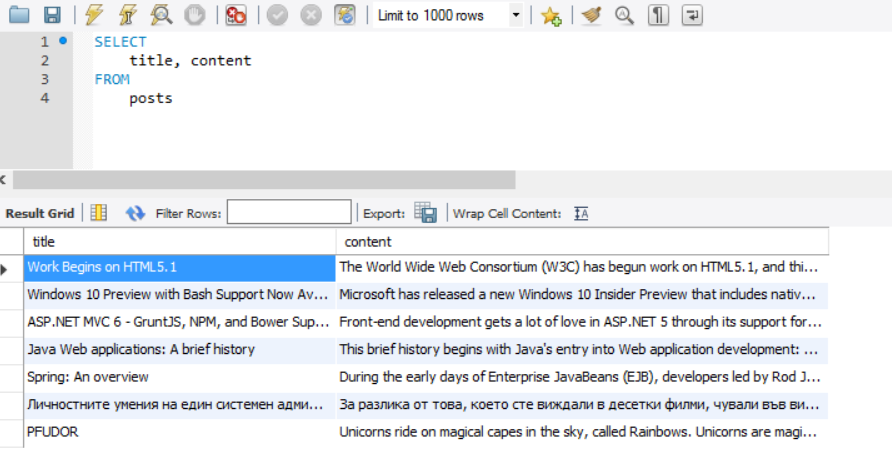 Limit to 1000 rows
1 SELECT
2 title, content
3 FROM
4 posts
Result Grid Filter Rows: Export: Wrap Cell Content:
title content
Work Begins on HTML5.1 The World Wide Web Consortium (W3C) has begun work on HTML5.1, and thi...
Windows 10 Preview with Bash Support Now Av... Microsoft has released a new Windows 10 Insider Preview that includes nativ...
ASP.NET MVC 6 - GruntJS, NPM, and Bower Sup... Front-end development gets a lot of love in ASP.NET 5 through its support for...
Java Web applications: A brief history This brief history begins with Java's entry into Web application development: ...
Spring: An overview During the early days of Enterprise JavaBeans (EJB), developers led by Rod J...
Личностните умения на един системен адми... За разлика от това, което сте виждали в десетки филми, чували във ви...
PFUDOR Unicorns ride on magical capes in the sky, called Rainbows. Unicorns are magi...